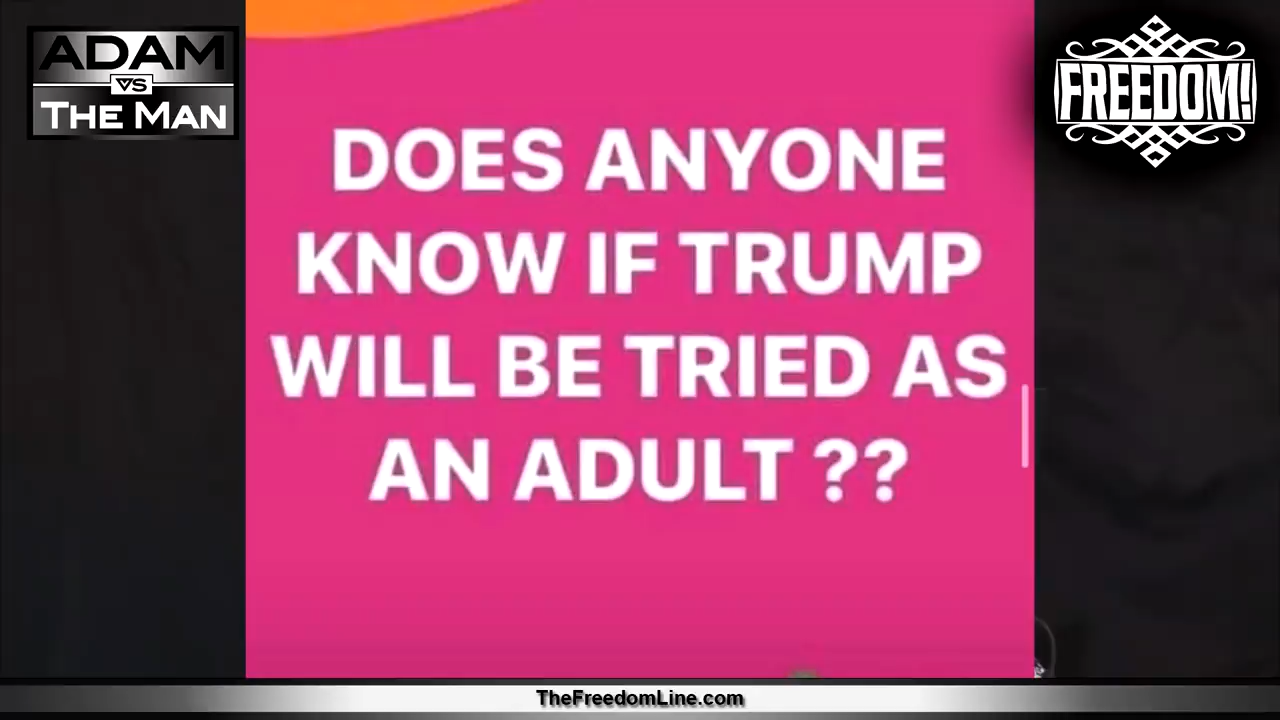 ADAM
VS
THE MAN
FREEDOM!
DOES ANYONE
KNOW IF TRUMP
WILL BE TRIED AS
AN ADULT ??
TheFreedomLine.com